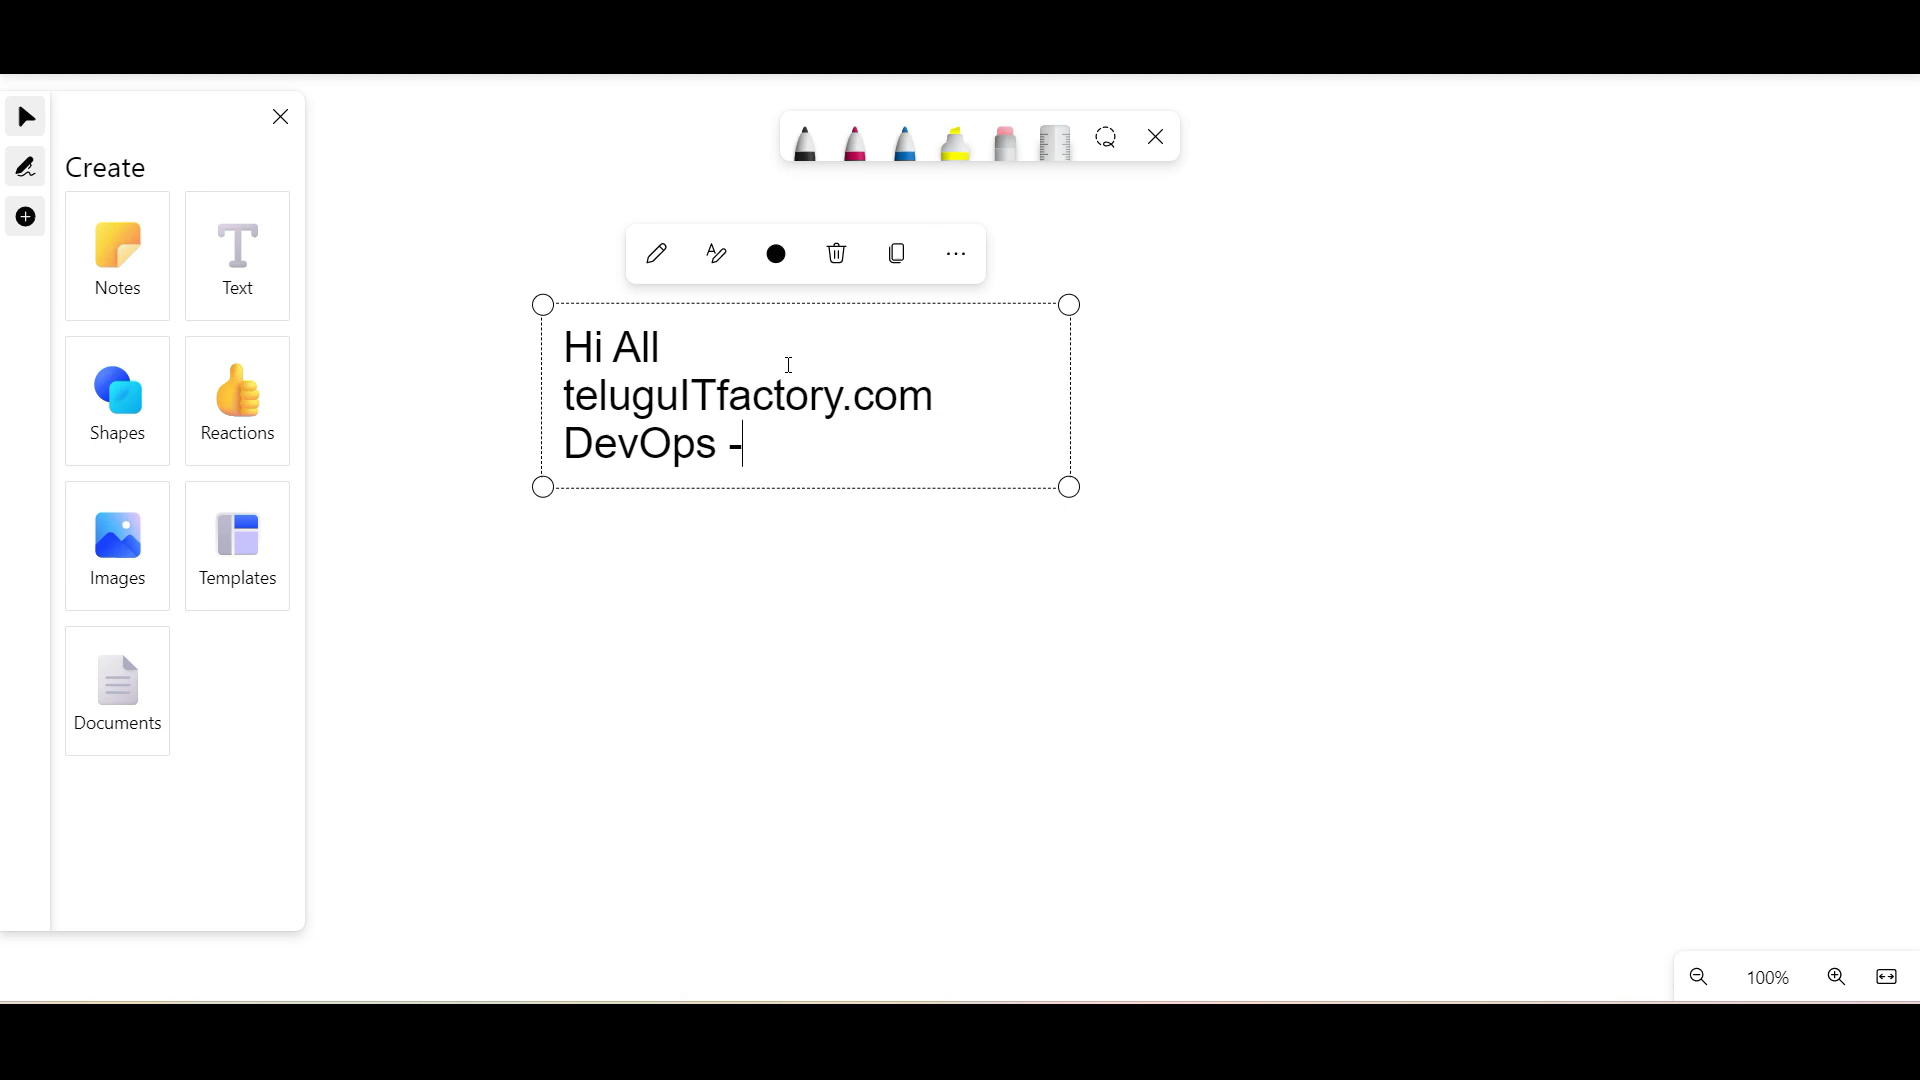 Create
Notes
Text
Shapes
Reactions
Images
Templates
Documents
Hi All
teluguITfactory.com
DevOps -
100%